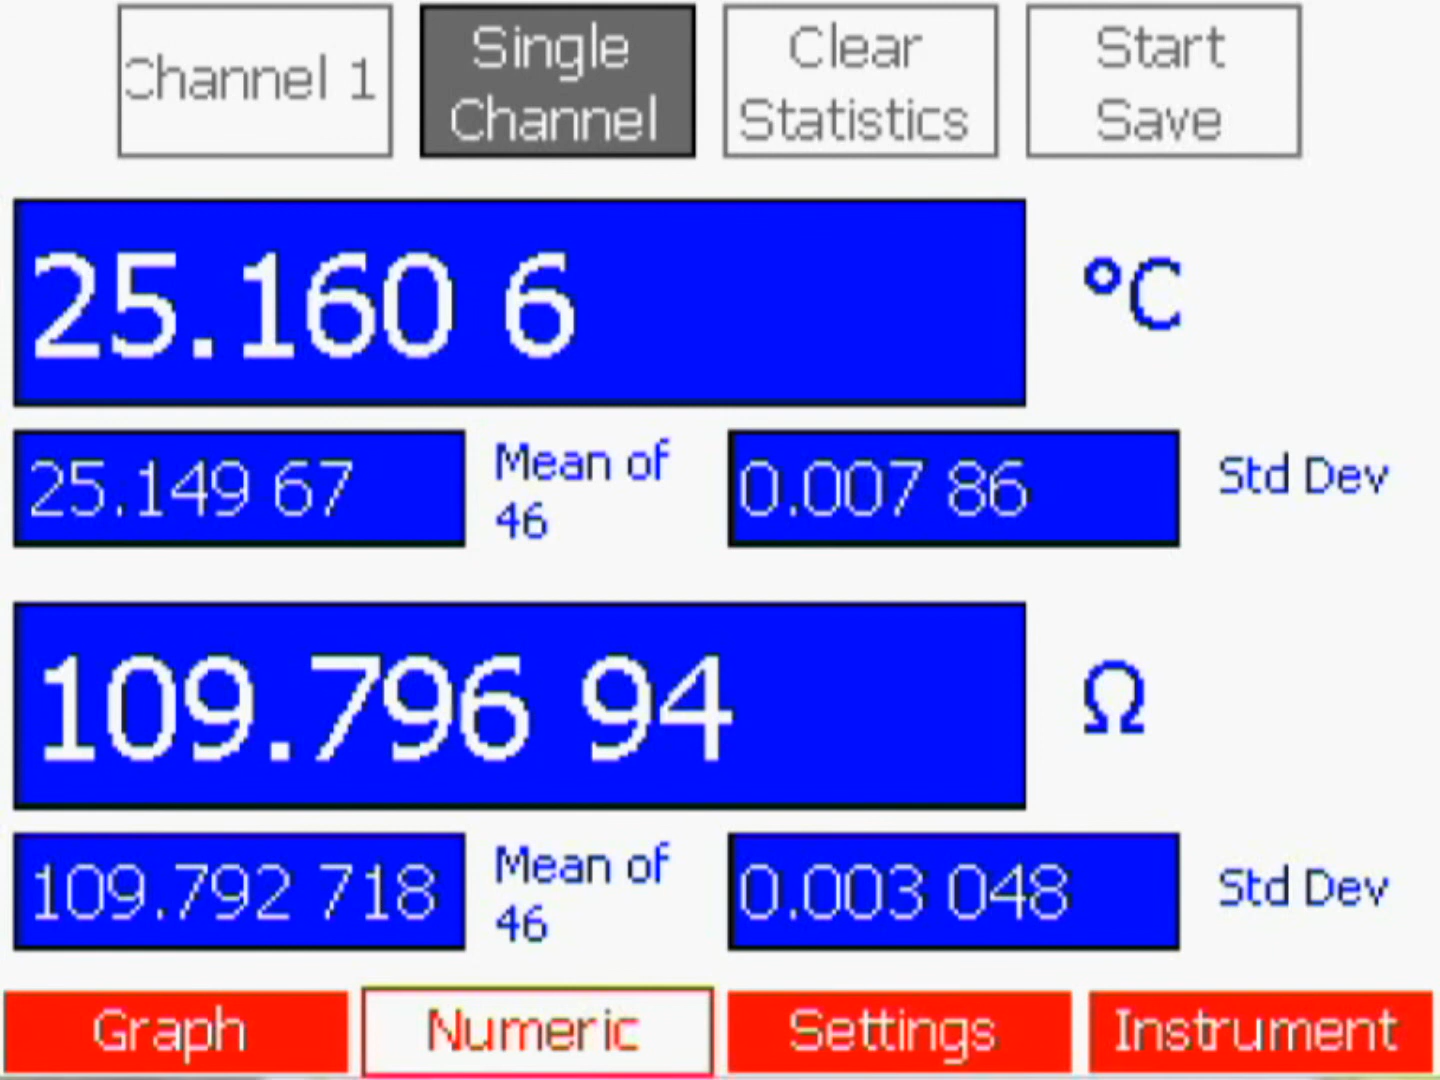 Channel 1
Single
Channel
Clear
Statistics
Start
Save
25.160 6
°C
25.149 67
Mean of
46
0.007 86
Std Dev
109.796 94
Ω
109.792 718
Mean of
46
0.003 048
Std Dev
Graph
Numeric
Settings
Instrument